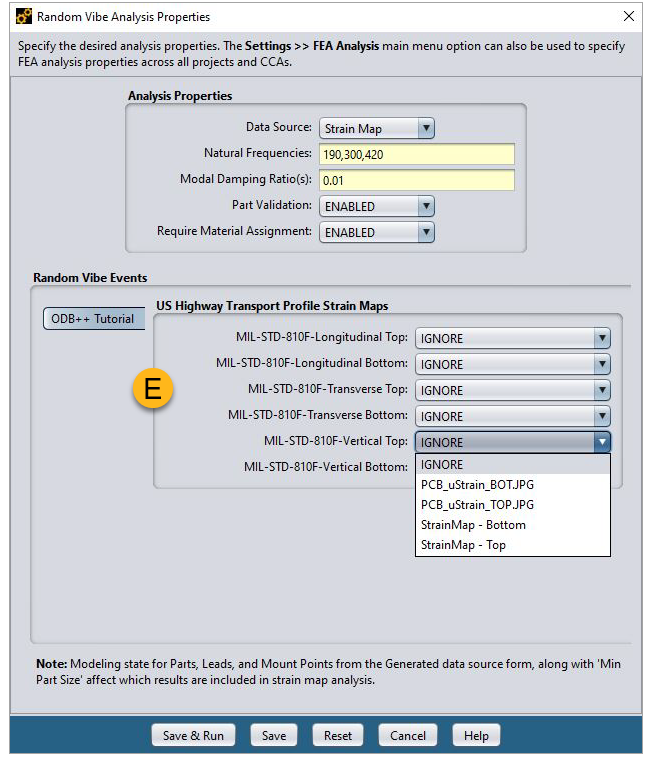 Random Vibe Analysis Properties
Specify the desired analysis properties. The Settings >> FEA Analysis main menu option can also be used to specify
FEA analysis properties across all projects and CCAs.
Analysis Properties
Data Source: Strain Map
Natural Frequencies: 190,300,420
Modal Damping Ratio(s): 0.01
Part Validation: ENABLED
Require Material Assignment: ENABLED
Random Vibe Events
ODB++ Tutorial
US Highway Transport Profile Strain Maps
MIL-STD-810F-Longitudinal Top: IGNORE
MIL-STD-810F-Longitudinal Bottom: IGNORE
E
MIL-STD-810F-Transverse Top: IGNORE
MIL-STD-810F-Transverse Bottom: IGNORE
MIL-STD-810F-Vertical Top: IGNORE
MIL-STD-810F-Vertical Bottom: IGNORE
PCB_uStrain_BOT.JPG
PCB_uStrain_TOP.JPG
StrainMap - Bottom
StrainMap - Top
Note: Modeling state for Parts, Leads, and Mount Points from the Generated data source form, along with 'Min
Part Size' affect which results are included in strain map analysis.
Save & Run Save Reset Cancel Help